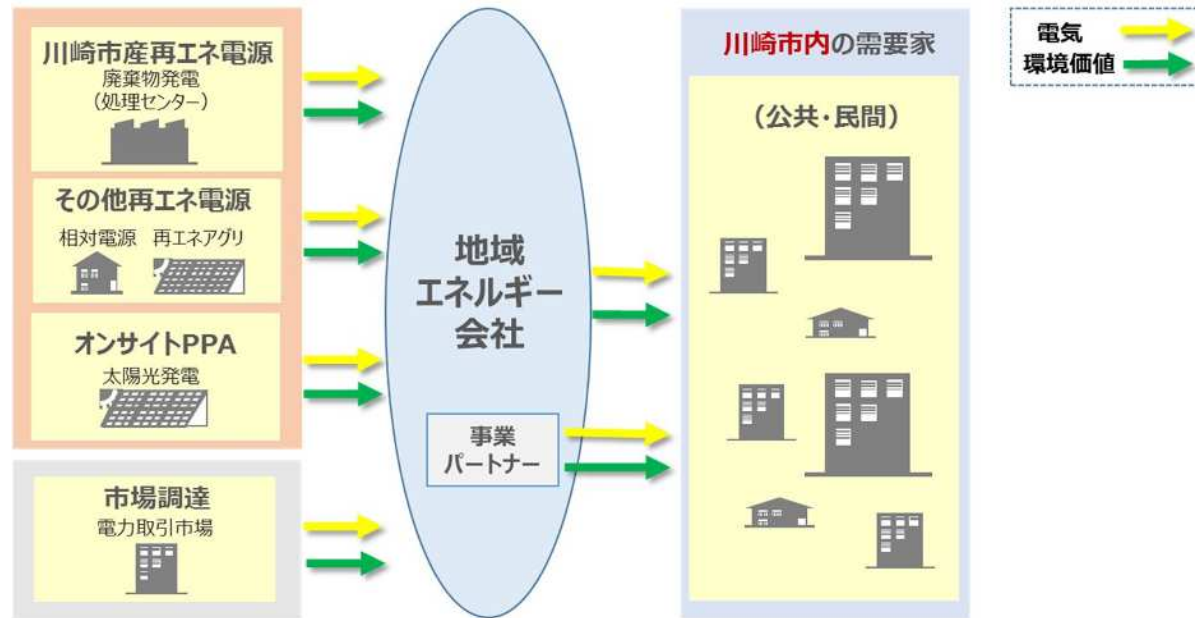 川崎市産再エネ電源
廃棄物発電
(処理センター)
その他再エネ電源
相対電源 再エネアグリ
オンサイトPPA
太陽光発電
市場調達
電力取引市場
地域
エネルギー
会社
事業
パートナー
川崎市内の需要家
(公共・民間)
電気
環境価値